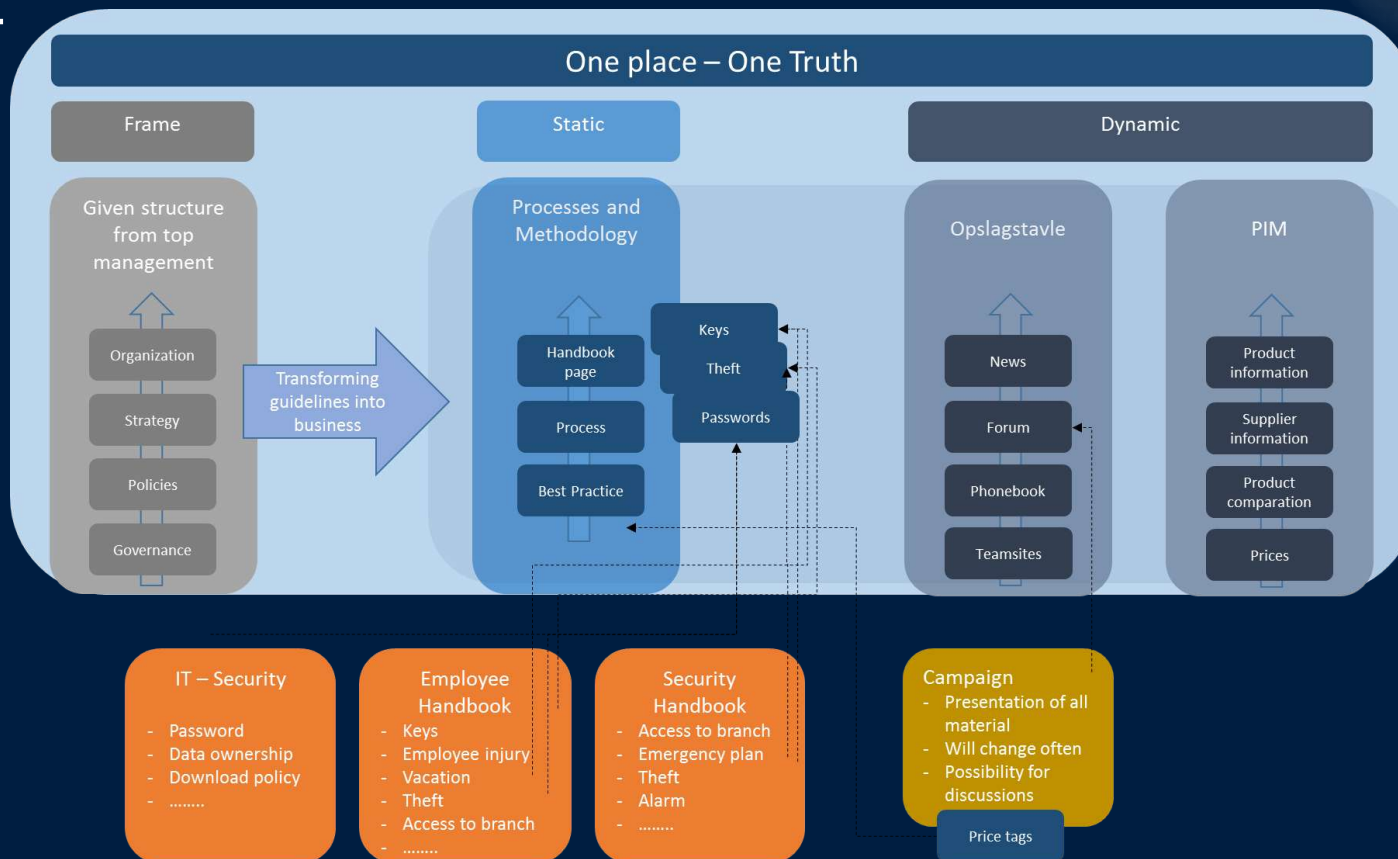 One place – One Truth
Frame
Static
Dynamic
Given structure
from top
management
Organization
Strategy
Policies
Governance
Transforming
guidelines into
business
Processes and
Methodology
Handbook
page
Process
Best Practice
Keys
Theft
Passwords
Opslagstavle
News
Forum
Phonebook
Teamsites
PIM
Product
information
Supplier
information
Product
comparation
Prices
IT – Security
- Password
- Data ownership
- Download policy
- ........
Employee
Handbook
- Keys
- Employee injury
- Vacation
- Theft
- Access to branch
- ........
Security
Handbook
- Access to branch
- Emergency plan
- Theft
- Alarm
- ........
Campaign
- Presentation of all
material
- Will change often
- Possibility for
discussions
Price tags